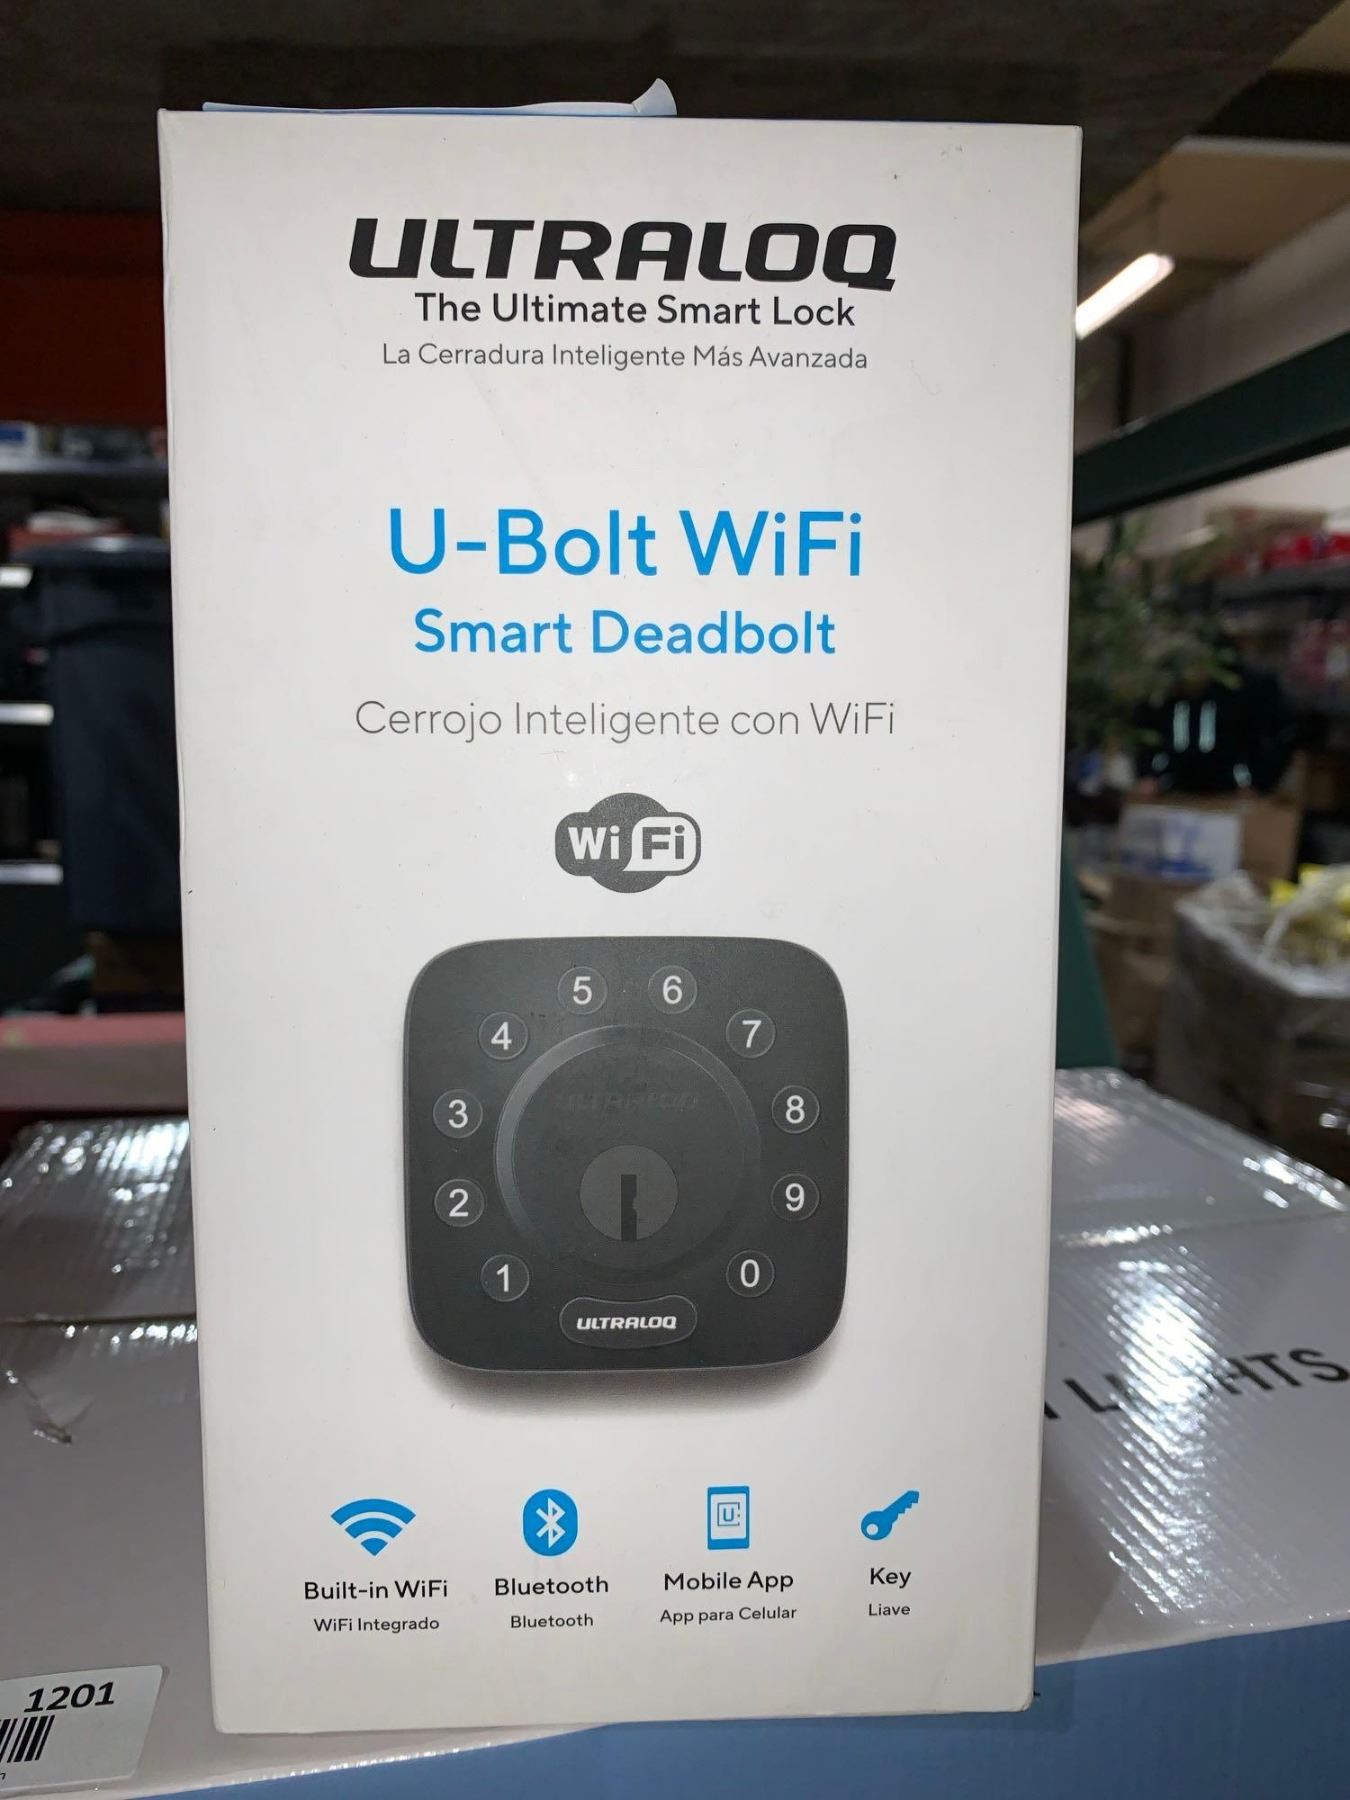 ULTRALOQ
The Ultimate Smart Lock
La Cerradura Inteligente Más Avanzada
U-Bolt WiFi
Smart Deadbolt
Cerrojo Inteligente con WiFi
Wi Fi
5 6
4 7
3 8
2 9
1 0
ULTRALOQ
ULTRALOQ
U
Built-in WiFi Bluetooth Mobile App Key
WiFi Integrado Bluetooth App para Celular Liave
1201